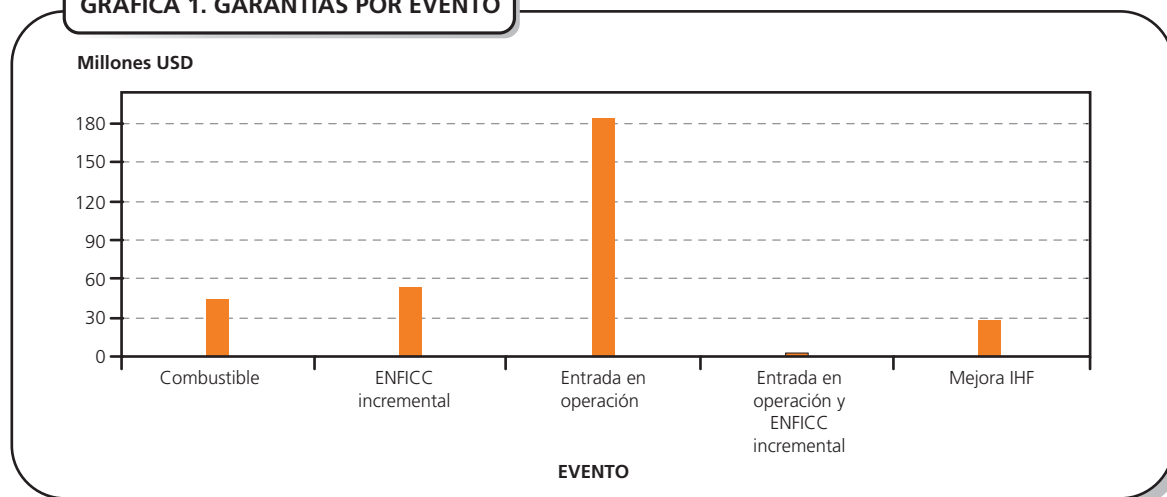 GRÁFICA 1. GARANTÍAS POR EVENTO
Millones USD
180
150
120
90
60
30
0
Combustible
ENFICC
incremental
Entrada en
operación
Entrada en
operación y
ENFICC
incremental
Mejora IHF
EVENTO